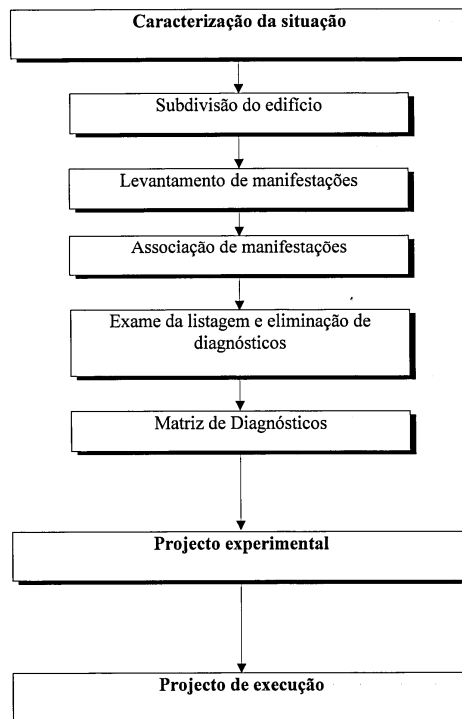 Caracterização da situação
Subdivisão do edifício
Levantamento de manifestações
Associação de manifestações
Exame da listagem e eliminação de
diagnósticos
Matriz de Diagnósticos
Projecto experimental
Projecto de execução